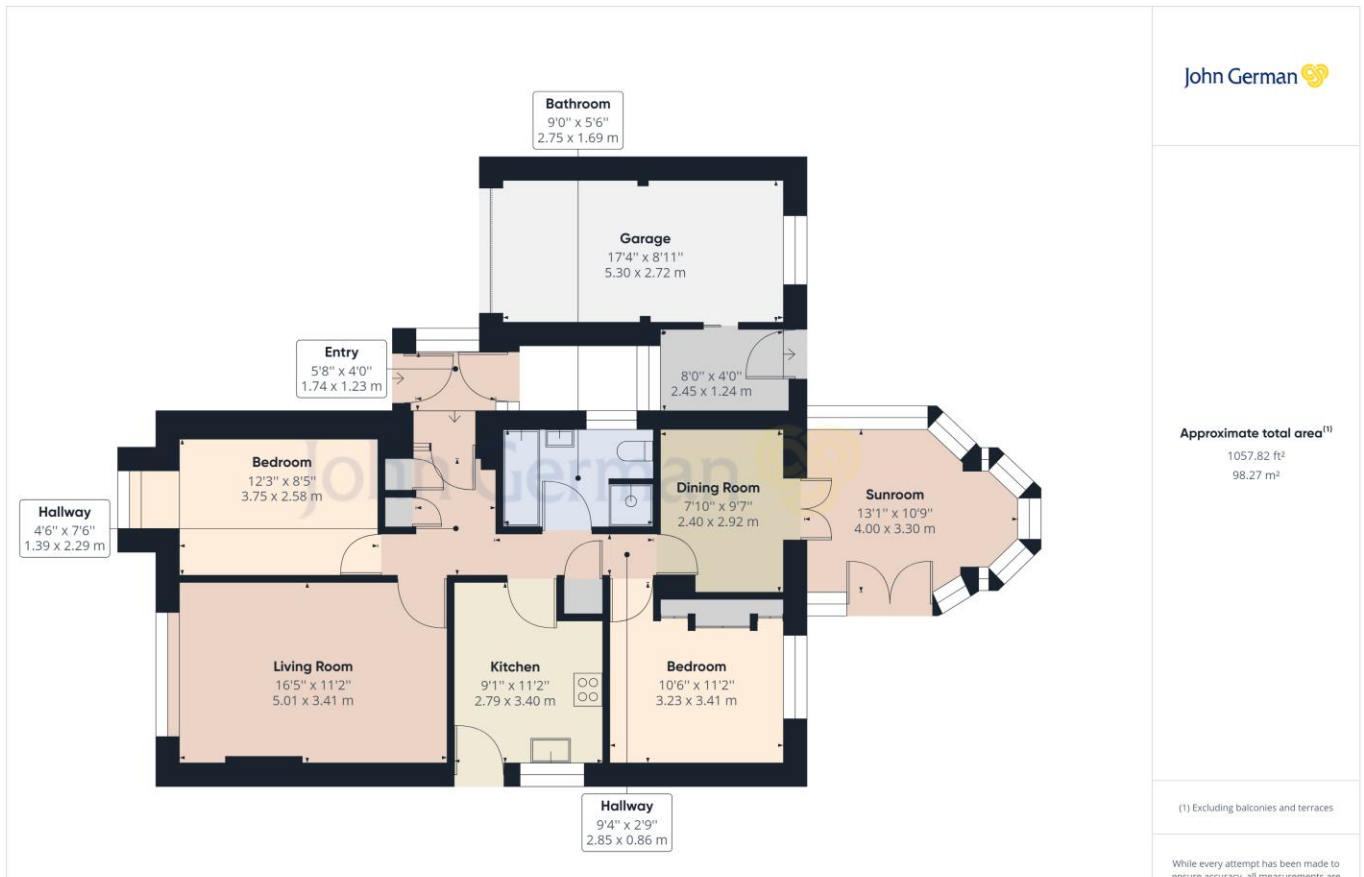 John German
Bathroom
9'0" x 5'6"
2.75 x 1.69 m
Garage
17'4" x 8'11"
5.30 x 2.72 m
Entry
5'8" x 4'0"
1.74 x 1.23 m
8'0" x 4'0"
2.45 x 1.24 m
Bedroom
12'3" x 8'5"
3.75 x 2.58 m
John German
Dining Room
7'10" x 9'7"
2.40 x 2.92 m
Sunroom
13'1" x 10'9"
4.00 x 3.30 m
Hallway
4'6" x 7'6"
1.39 x 2.29 m
Living Room
16'5" x 11'2"
5.01 x 3.41 m
Kitchen
9'1" x 11'2"
2.79 x 3.40 m
Bedroom
10'6" x 11'2"
3.23 x 3.41 m
Hallway
9'4" x 2'9"
2.85 x 0.86 m
Approximate total area(1)
1057.82 ft²
98.27 m²
(1) Excluding balconies and terraces
While every attempt has been made to
ensure accuracy, all measurements are